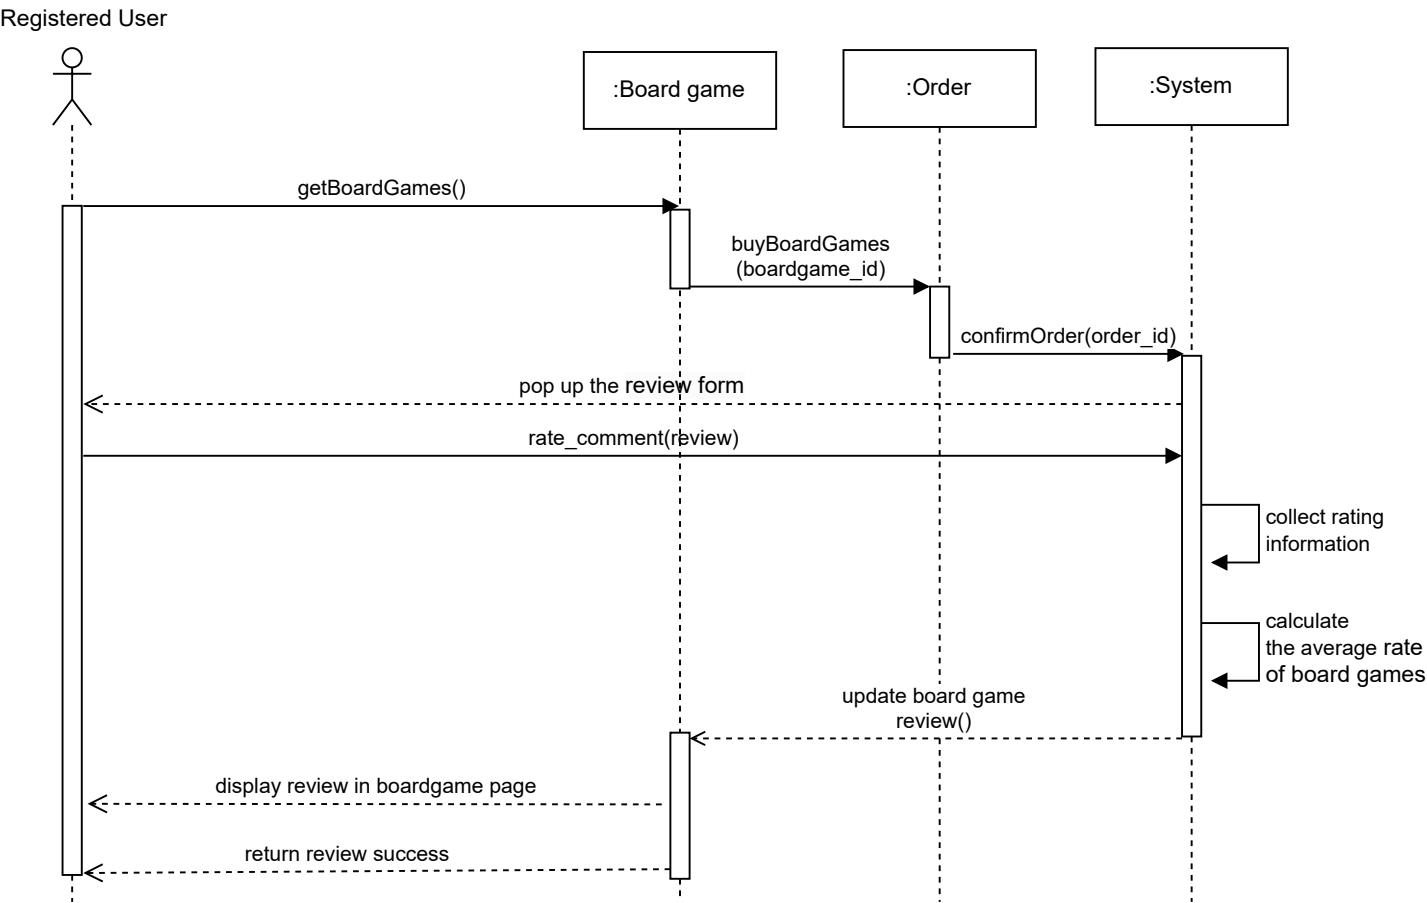 Registered User
:Board game
:Order
:System
getBoardGames()
buyBoardGames
(boardgame_id)
confirmOrder(order_id)
pop up the review form
rate_comment(review)
collect rating
information
calculate
the average rate
of board games
update board game
review()
display review in boardgame page
return review success